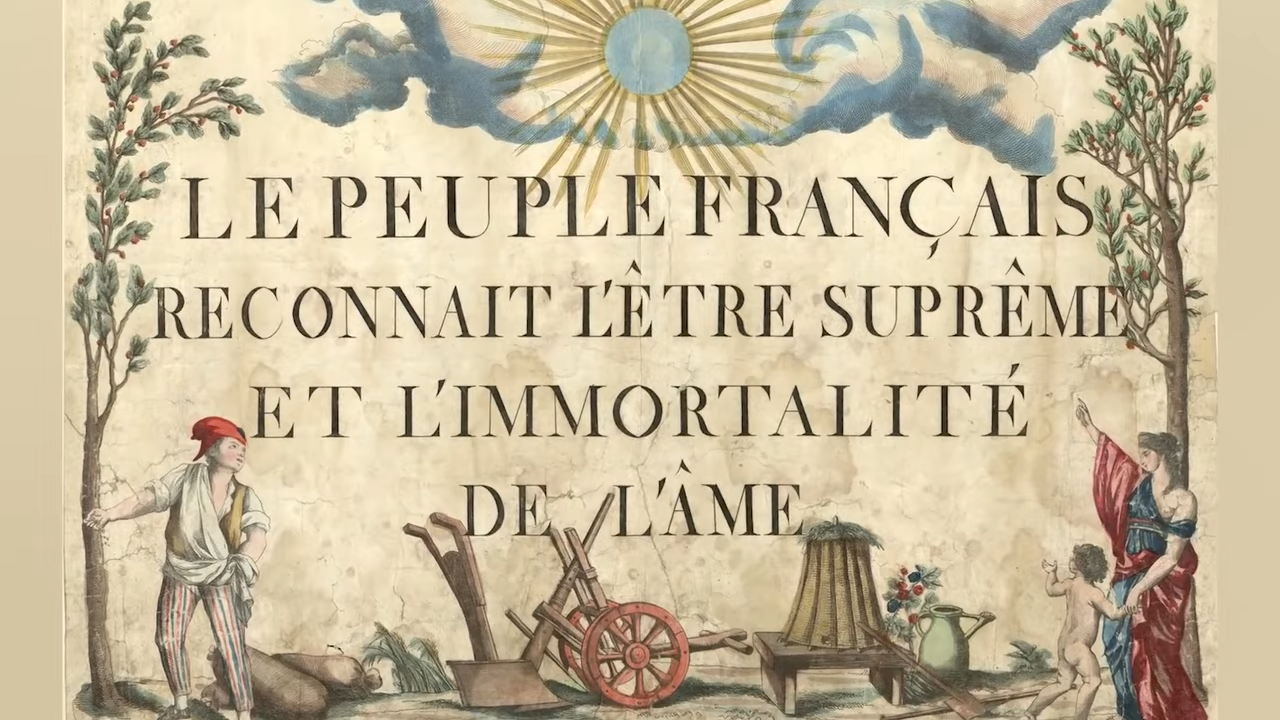 LE PEUPLE FRANÇAIS
RECONNAIT L'ÊTRE SUPRÊME
ET L'IMMORTALITÉ
DE L'ÂME